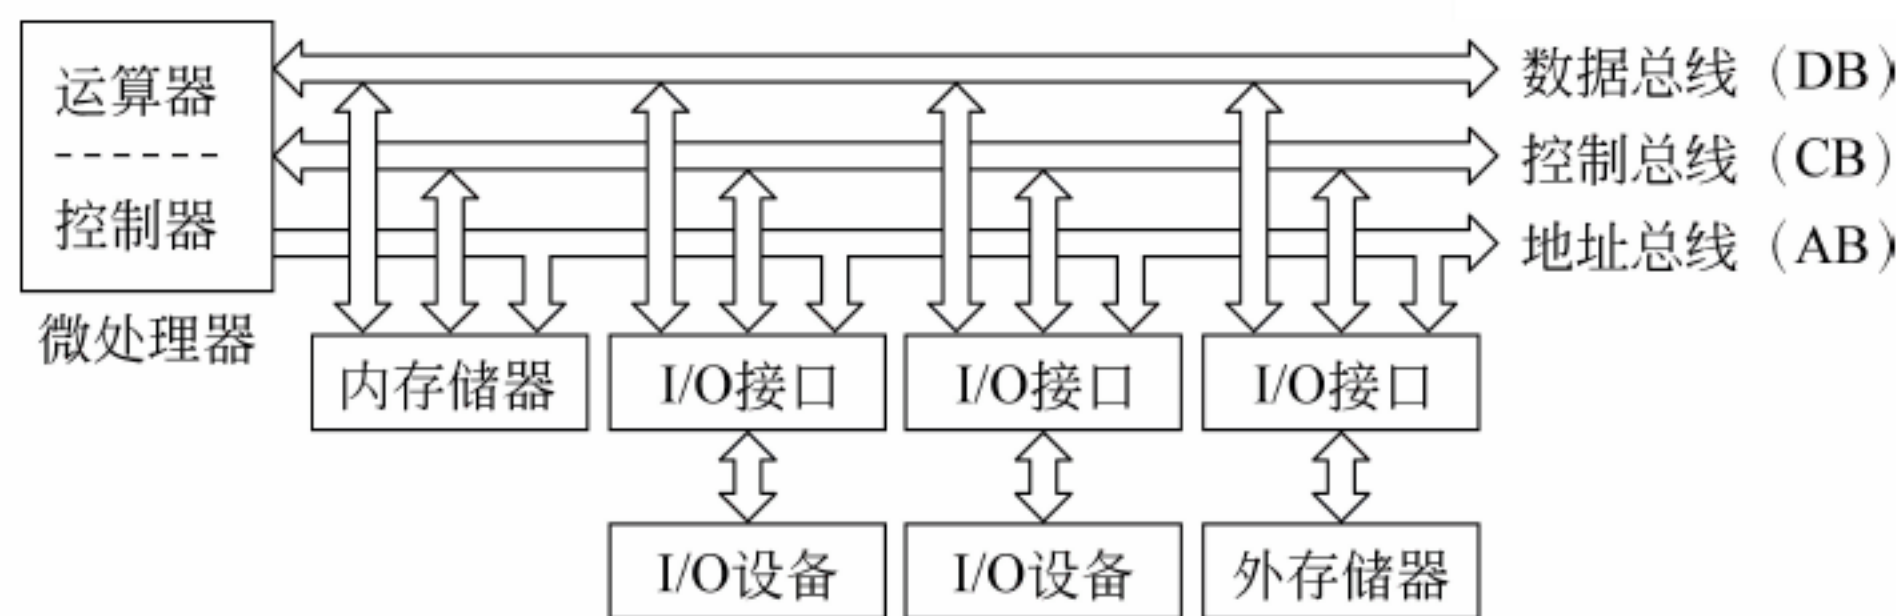 运算器
控制器
微处理器
数据总线（DB）
控制总线（CB）
地址总线（AB）
内存储器
I/O接口
I/O接口
I/O接口
I/O设备
I/O设备
外存储器